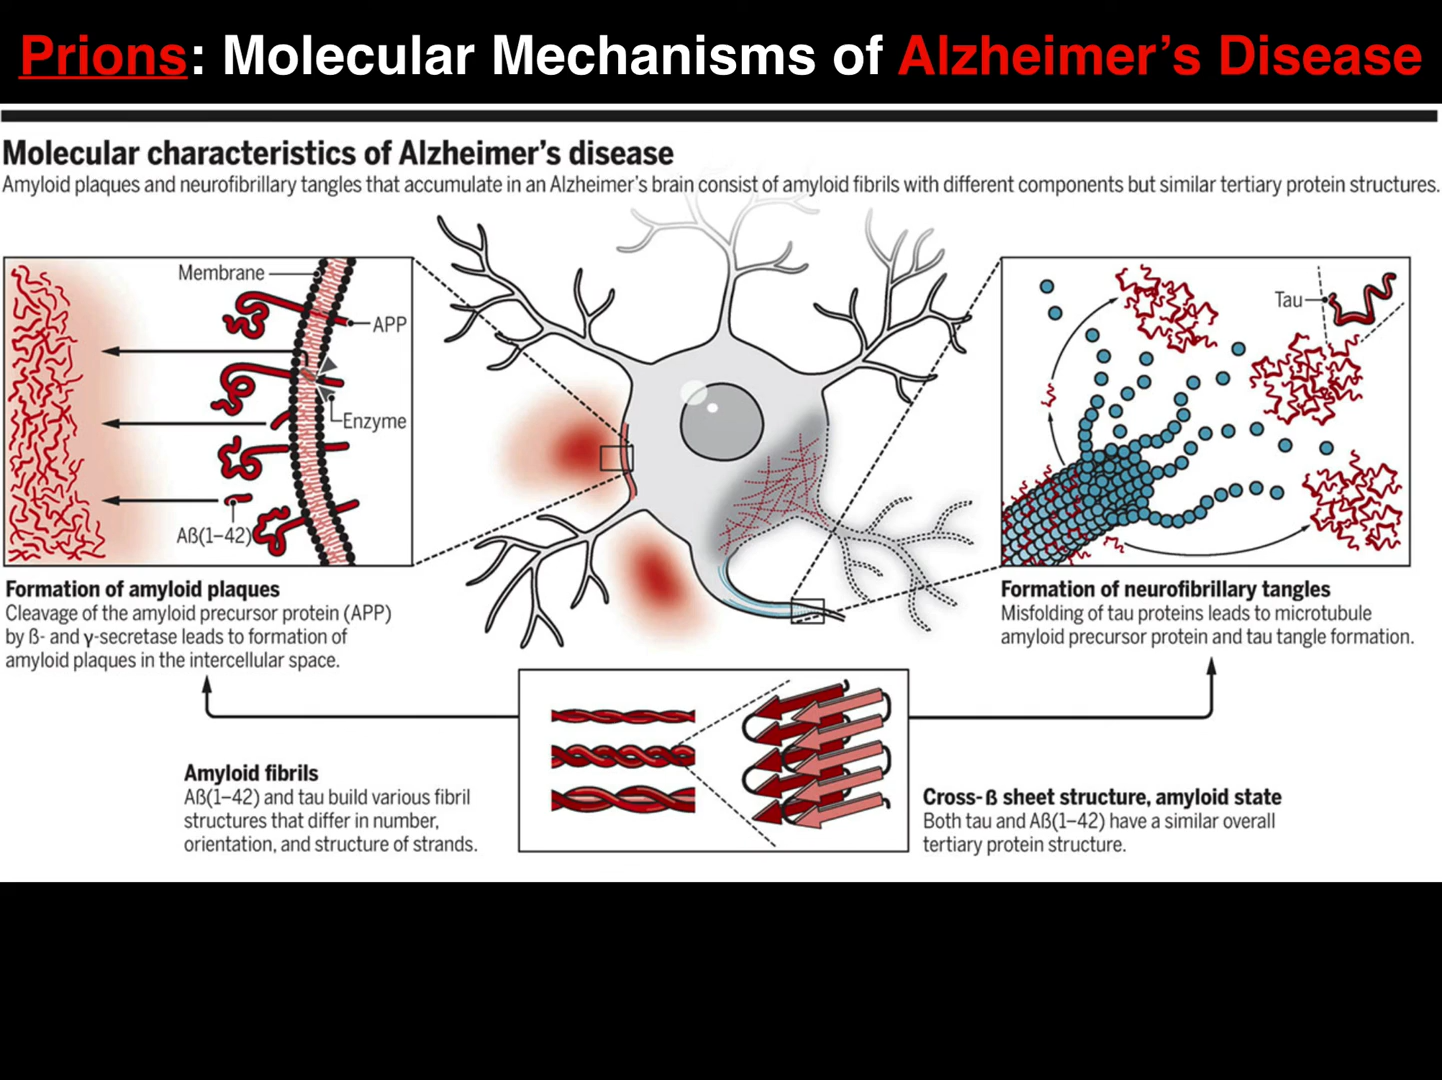 Prions: Molecular Mechanisms of Alzheimer’s Disease
Molecular characteristics of Alzheimer’s disease
Amyloid plaques and neurofibrillary tangles that accumulate in an Alzheimer’s brain consist of amyloid fibrils with different components but similar tertiary protein structures.
Membrane
APP
Enzyme
Aß(1–42)
Tau
Formation of amyloid plaques
Cleavage of the amyloid precursor protein (APP)
by ß- and γ-secretase leads to formation of
amyloid plaques in the intercellular space.
Formation of neurofibrillary tangles
Misfolding of tau proteins leads to microtubule
amyloid precursor protein and tau tangle formation.
Amyloid fibrils
Aß(1–42) and tau build various fibril
structures that differ in number,
orientation, and structure of strands.
Cross-ß sheet structure, amyloid state
Both tau and Aß(1–42) have a similar overall
tertiary protein structure.